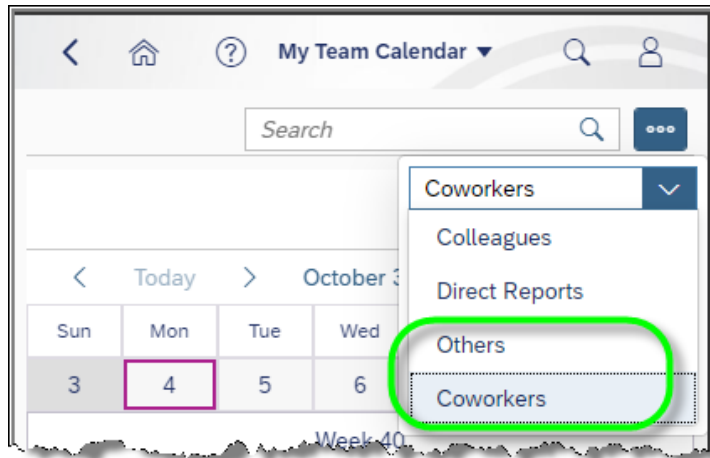 My Team Calendar
Search
Coworkers
Colleagues
Direct Reports
Others
Coworkers
Today October 3
Sun Mon Tue Wed
3 4 5 6
Week 40